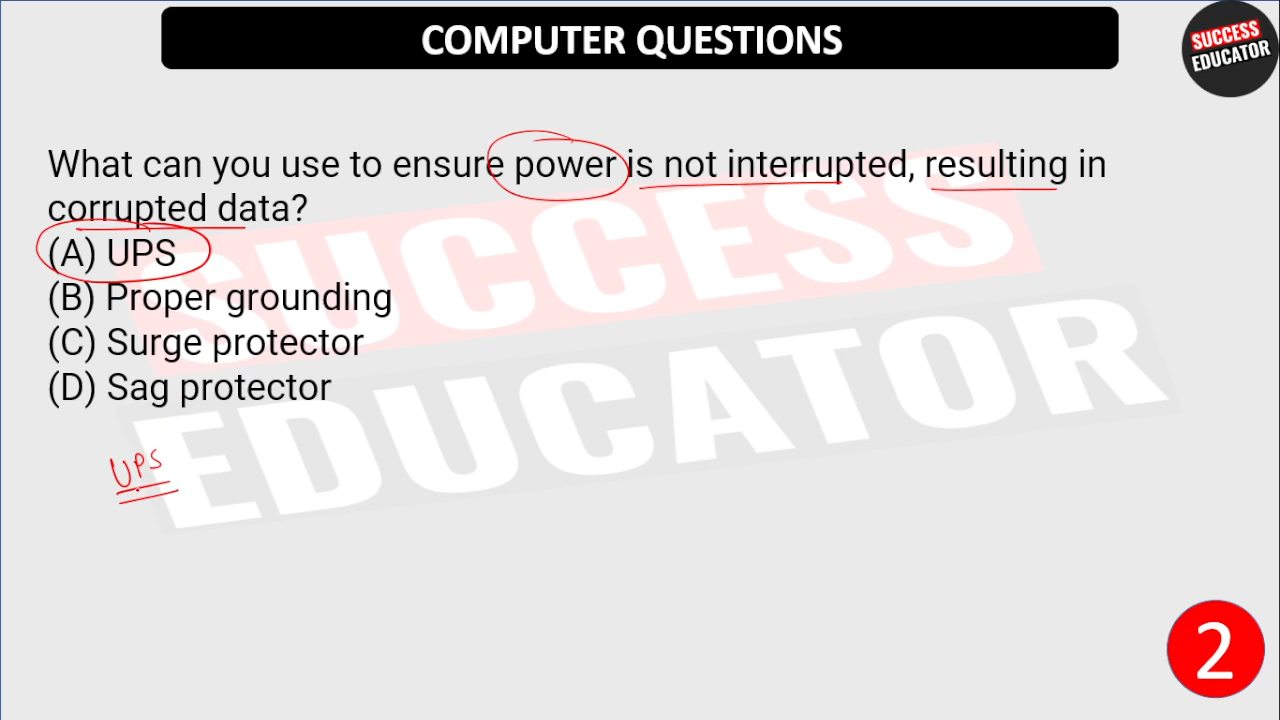 COMPUTER QUESTIONS
SUCCESS
EDUCATOR
What can you use to ensure power is not interrupted, resulting in
corrupted data?
(A) UPS
(B) Proper grounding
(C) Surge protector
(D) Sag protector
SUCCESS
EDUCATOR
UPS
2